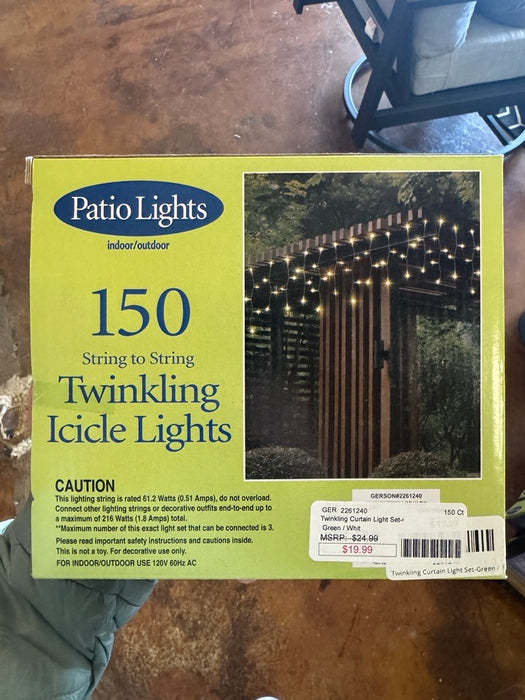 Patio Lights
indoor/outdoor
150
String to String
Twinkling
Icicle Lights
CAUTION
This lighting string is rated 61.2 Watts (0.51 Amps), do not overload.
Connect other lighting strings or decorative outfits end-to-end up to
a maximum of 216 Watts (1.8 Amps) total.
**Maximum number of this exact light set that can be connected is 3.
Please read important safety instructions and cautions inside.
This is not a toy. For decorative use only.
FOR INDOOR/OUTDOOR USE 120V 60Hz AC
GERSON#2261240
GER 2261240
150 Ct
Twinkling Curtain Light Set-
Green / Whit
MSRP: $24.99
$19.99
Twinkling Curtain Light Set-Green /